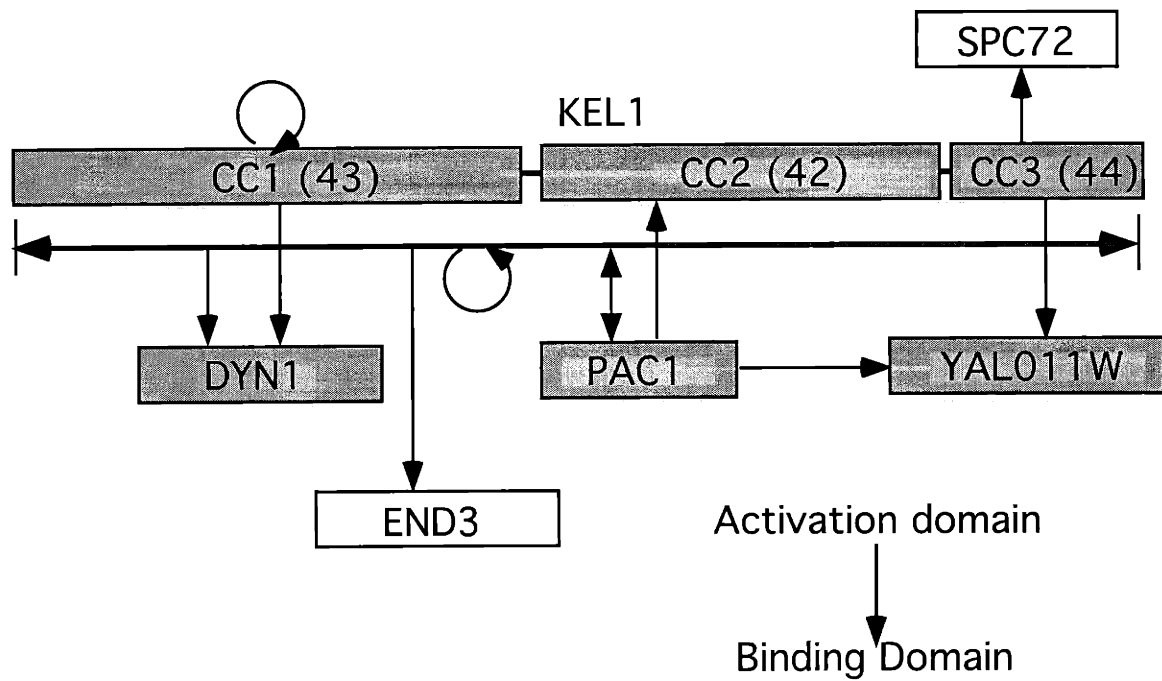 SPC72
KEL1
CC1 (43)
CC2 (42)
CC3 (44)
DYN1
PAC1
YAL011W
END3
Activation domain
Binding Domain